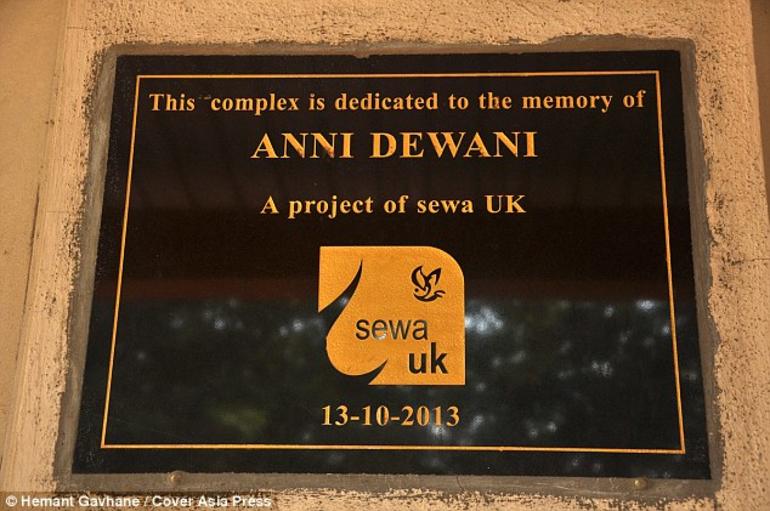 This complex is dedicated to the memory of
ANNI DEWANI
A project of sewa UK
sewa
uk
13-10-2013
© Hemant Gavhane / Cover Asia Press